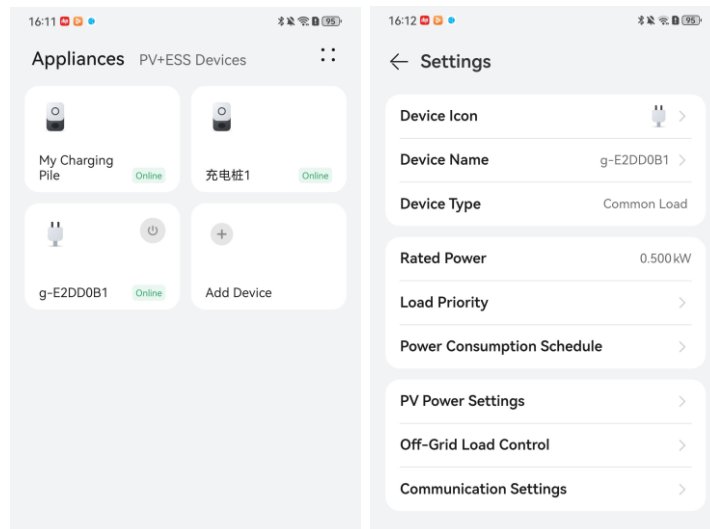 16:11
95
Appliances PV+ESS Devices
My Charging
Pile
Online
充电桩1
Online
g-E2DD0B1
Online
Add Device
16:12
95
Settings
Device Icon
Device Name g-E2DD0B1
Device Type Common Load
Rated Power 0.500 kW
Load Priority
Power Consumption Schedule
PV Power Settings
Off-Grid Load Control
Communication Settings